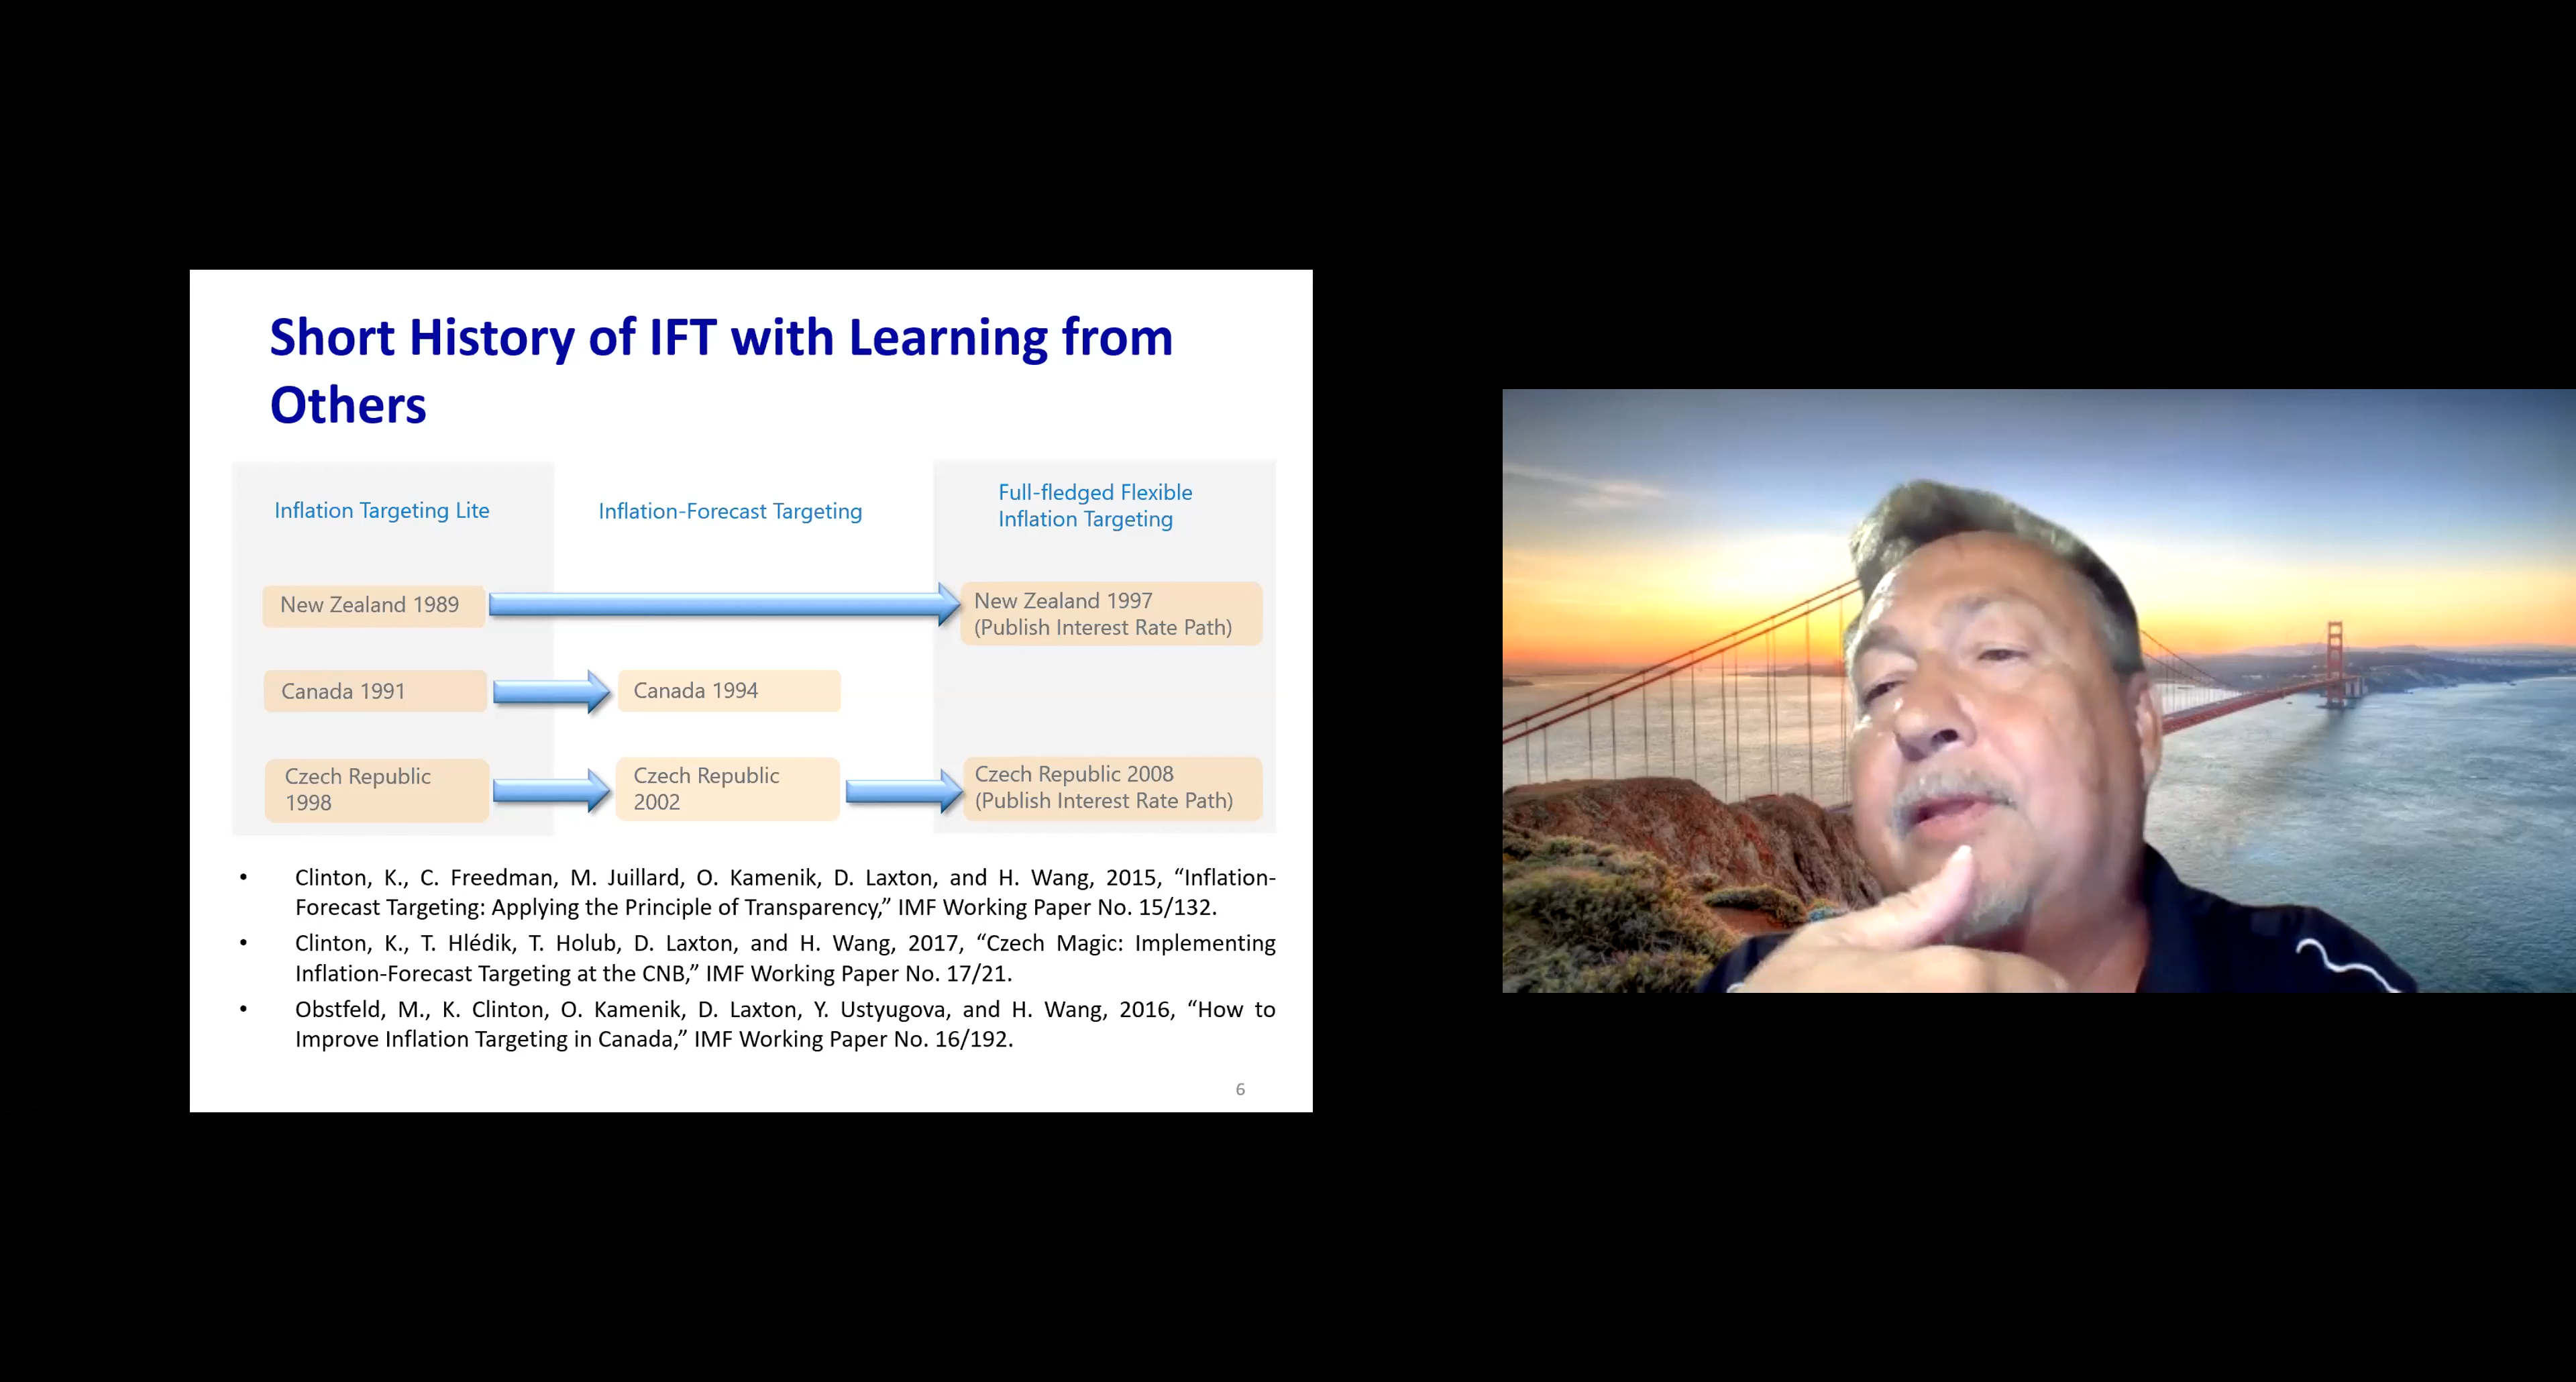 Short History of IFT with Learning from
Others
Inflation Targeting Lite
Inflation-Forecast Targeting
Full-fledged Flexible
Inflation Targeting
New Zealand 1989
New Zealand 1997
(Publish Interest Rate Path)
Canada 1991
Canada 1994
Czech Republic
1998
Czech Republic
2002
Czech Republic 2008
(Publish Interest Rate Path)
• Clinton, K., C. Freedman, M. Juillard, O. Kamenik, D. Laxton, and H. Wang, 2015, “Inflation-
Forecast Targeting: Applying the Principle of Transparency,” IMF Working Paper No. 15/132.
• Clinton, K., T. Hlédik, T. Holub, D. Laxton, and H. Wang, 2017, “Czech Magic: Implementing
Inflation-Forecast Targeting at the CNB,” IMF Working Paper No. 17/21.
• Obstfeld, M., K. Clinton, O. Kamenik, D. Laxton, Y. Ustyugova, and H. Wang, 2016, “How to
Improve Inflation Targeting in Canada,” IMF Working Paper No. 16/192.
6